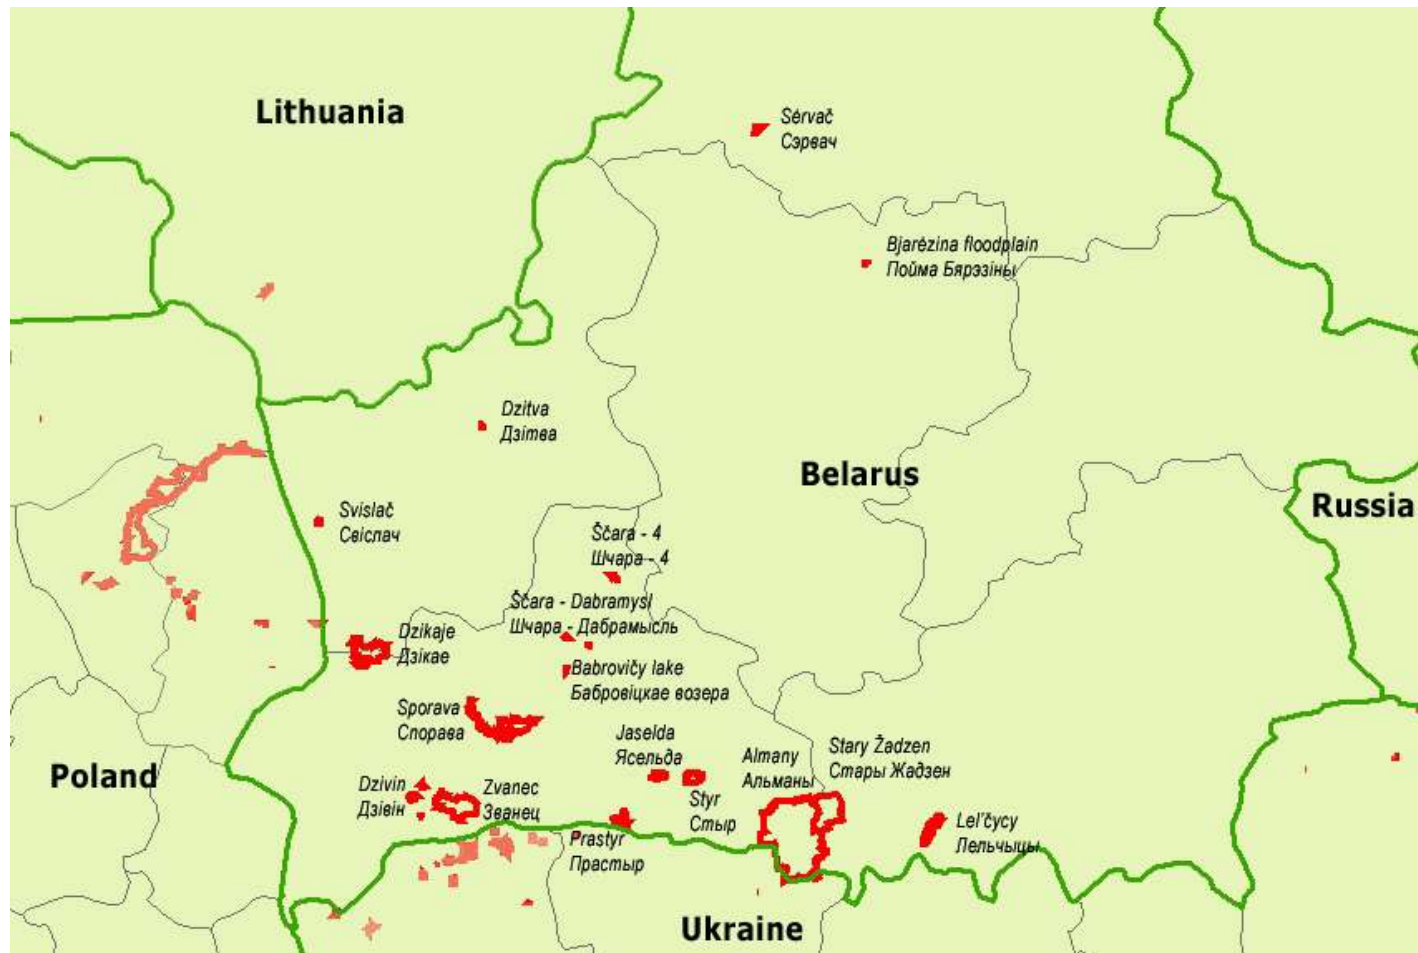 Lithuania
Sėrvač
Сэрвач
Bjarėzina floodplain
Пойма Бярэзіны
Dzitva
Дзітва
Belarus
Russia
Svislač
Свіслач
Ščara - 4
Шчара - 4
Ščara - Dabramysl
Шчара - Дабрамысль
Dzikaje
Дзікае
Babrovičy lake
Бабровіцкае возера
Sporava
Спорава
Jaselda
Ясельда
Almany
Альманы
Stary Žadzen
Стары Жадзен
Poland
Dzivin
Дзівін
Zvanec
Званец
Styr
Стыр
Prastyr
Прастыр
Lel'čycy
Лельчыцы
Ukraine